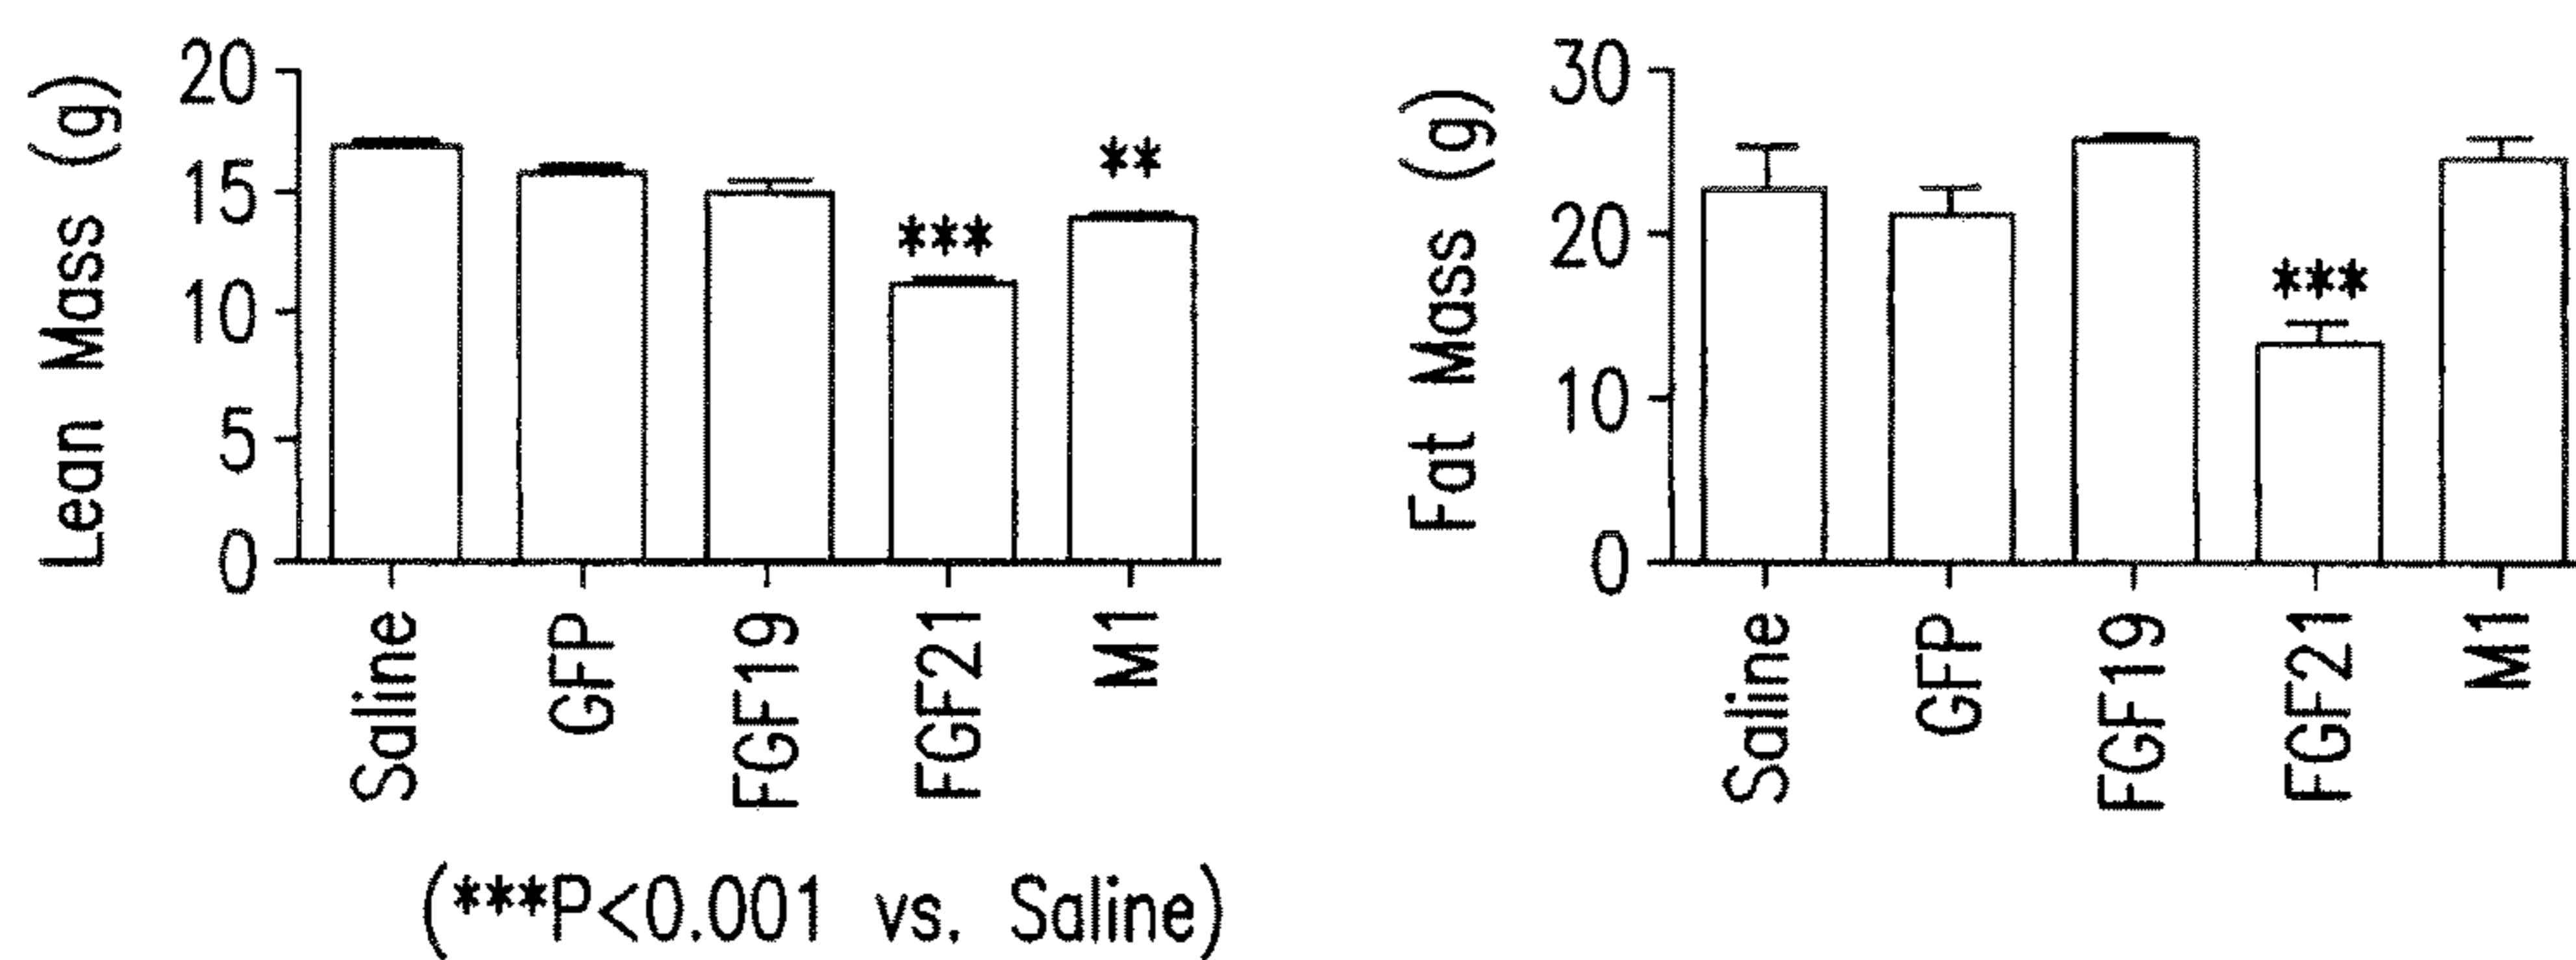 Lean Mass (g)
20
15
10
5
0
**
***
Saline
GFP
FGF19
FGF21
M1
(***P<0.001 vs. Saline)
Fat Mass (g)
30
20
10
0
***
Saline
GFP
FGF19
FGF21
M1